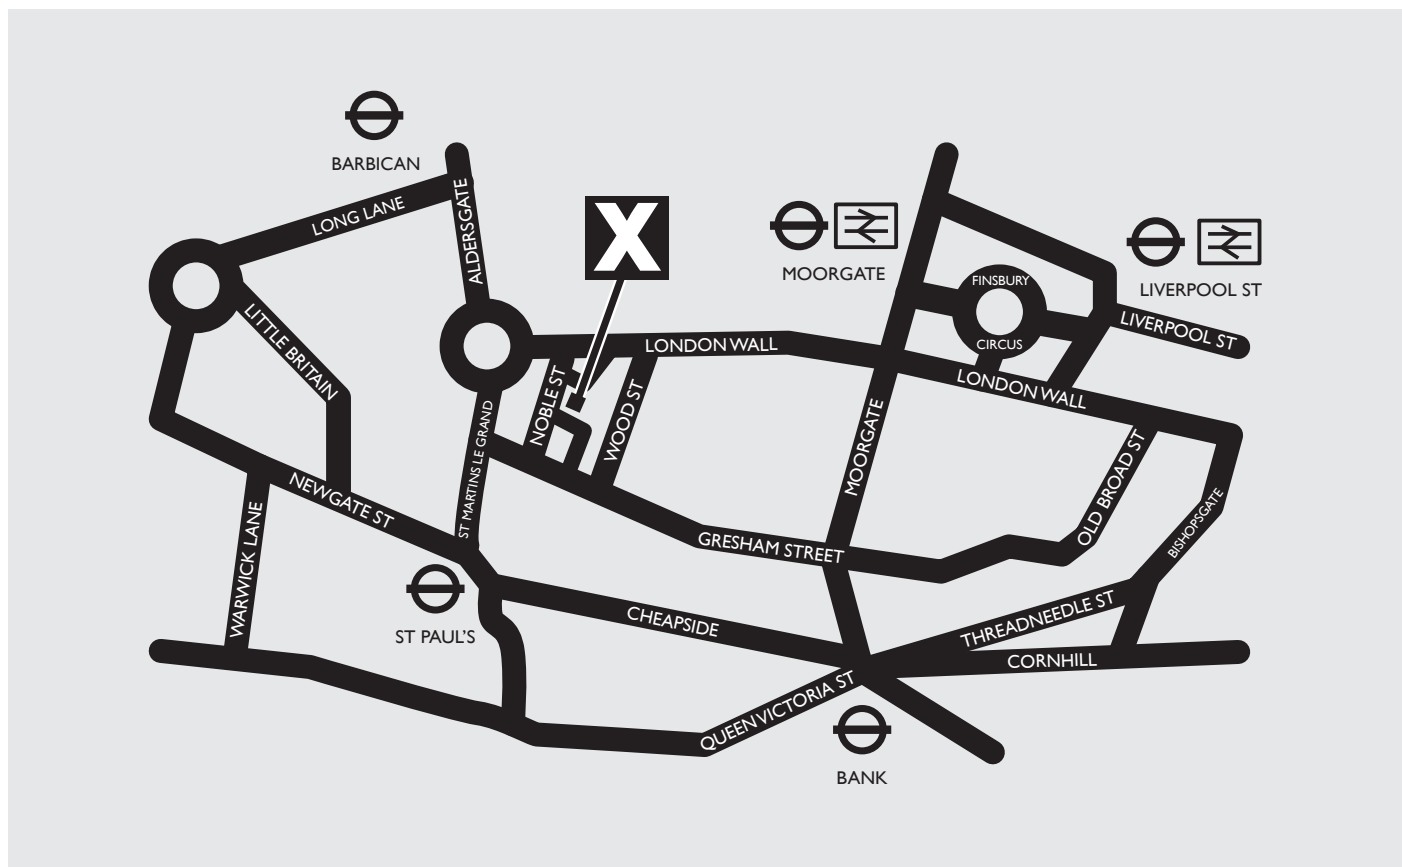 BARBICAN
LONG LANE
ALDERSGATE
X
MOORGATE
FINSBURY
CIRCUS
LIVERPOOL ST
LIVERPOOL ST
LITTLE BRITAIN
LONDON WALL
LONDON WALL
NOBLE ST
WOOD ST
ST MARTINS LE GRAND
MOORGATE
OLD BROAD ST
BISHOPSGATE
NEWGATE ST
WARWICK LANE
GRESHAM STREET
ST PAUL'S
CHEAPSIDE
THREADNEEDLE ST
CORNHILL
QUEEN VICTORIA ST
BANK